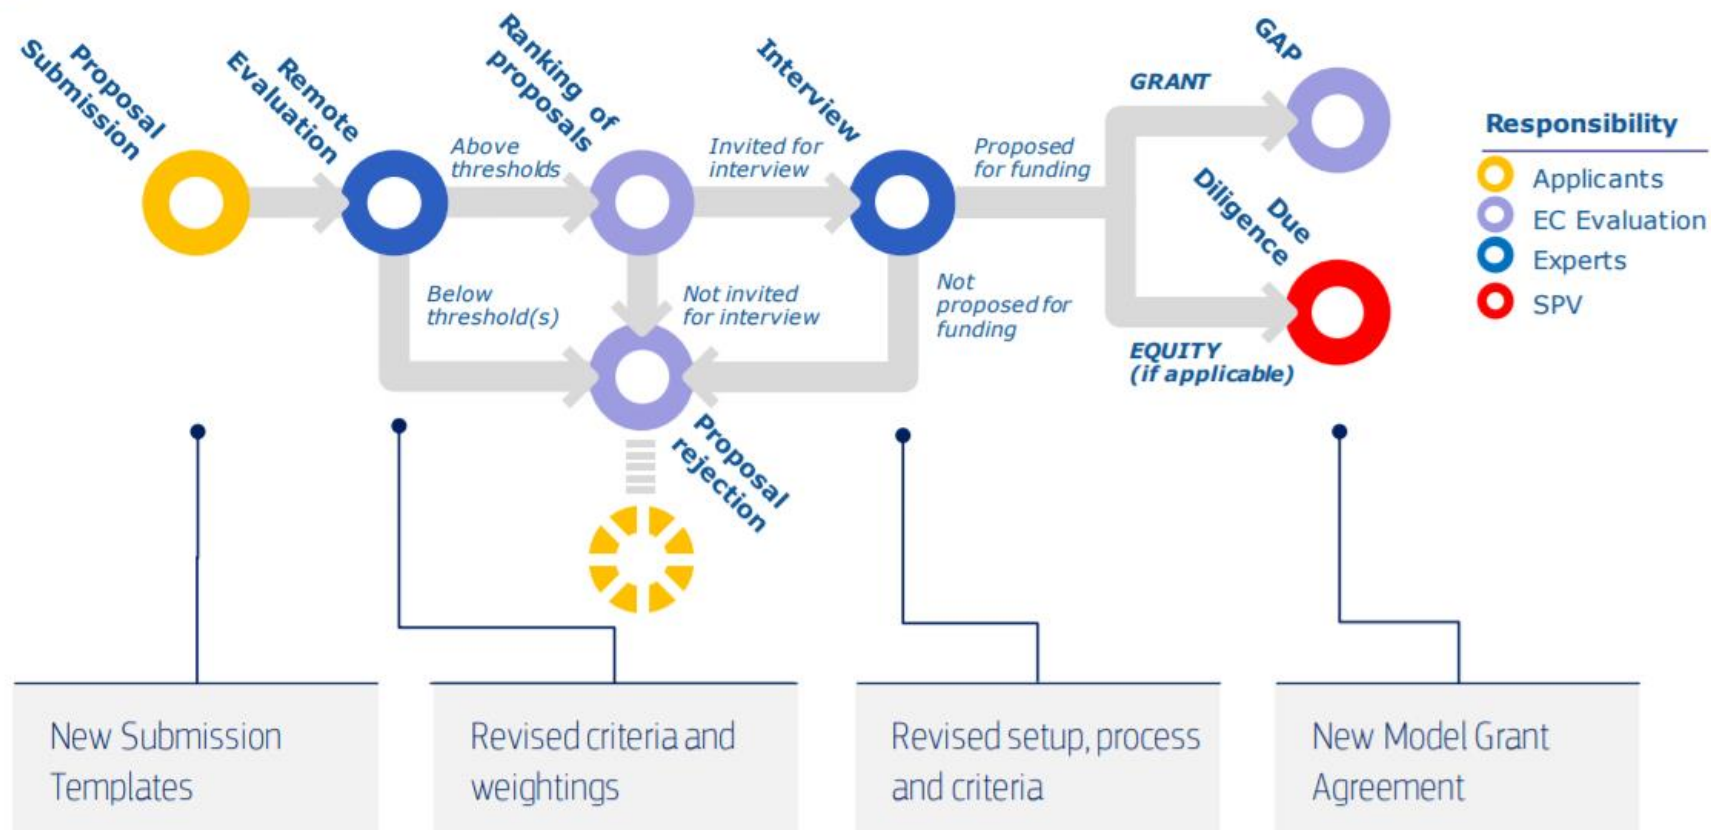 Proposal
Submission
Remote
Evaluation
Above
thresholds
Below
threshold(s)
Ranking of
proposals
Invited for
interview
Not invited
for interview
Proposal
rejection
Interview
Proposed
for funding
Not
proposed for
funding
GRANT
GAP
EQUITY
(if applicable)
Due
Diligence
Responsibility
Applicants
EC Evaluation
Experts
SPV
New Submission
Templates
Revised criteria and
weightings
Revised setup, process
and criteria
New Model Grant
Agreement